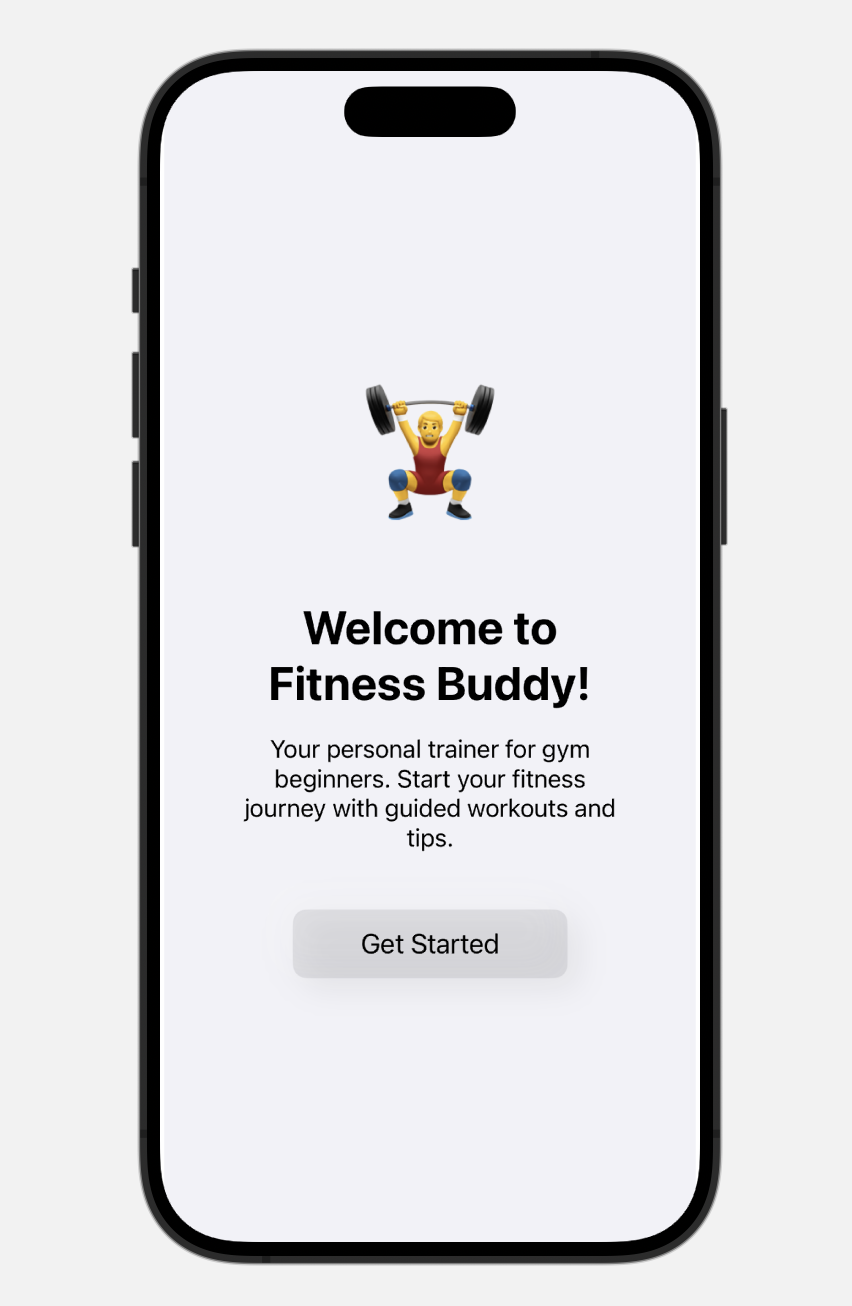 Welcome to
Fitness Buddy!
Your personal trainer for gym
beginners. Start your fitness
journey with guided workouts and
tips.
Get Started